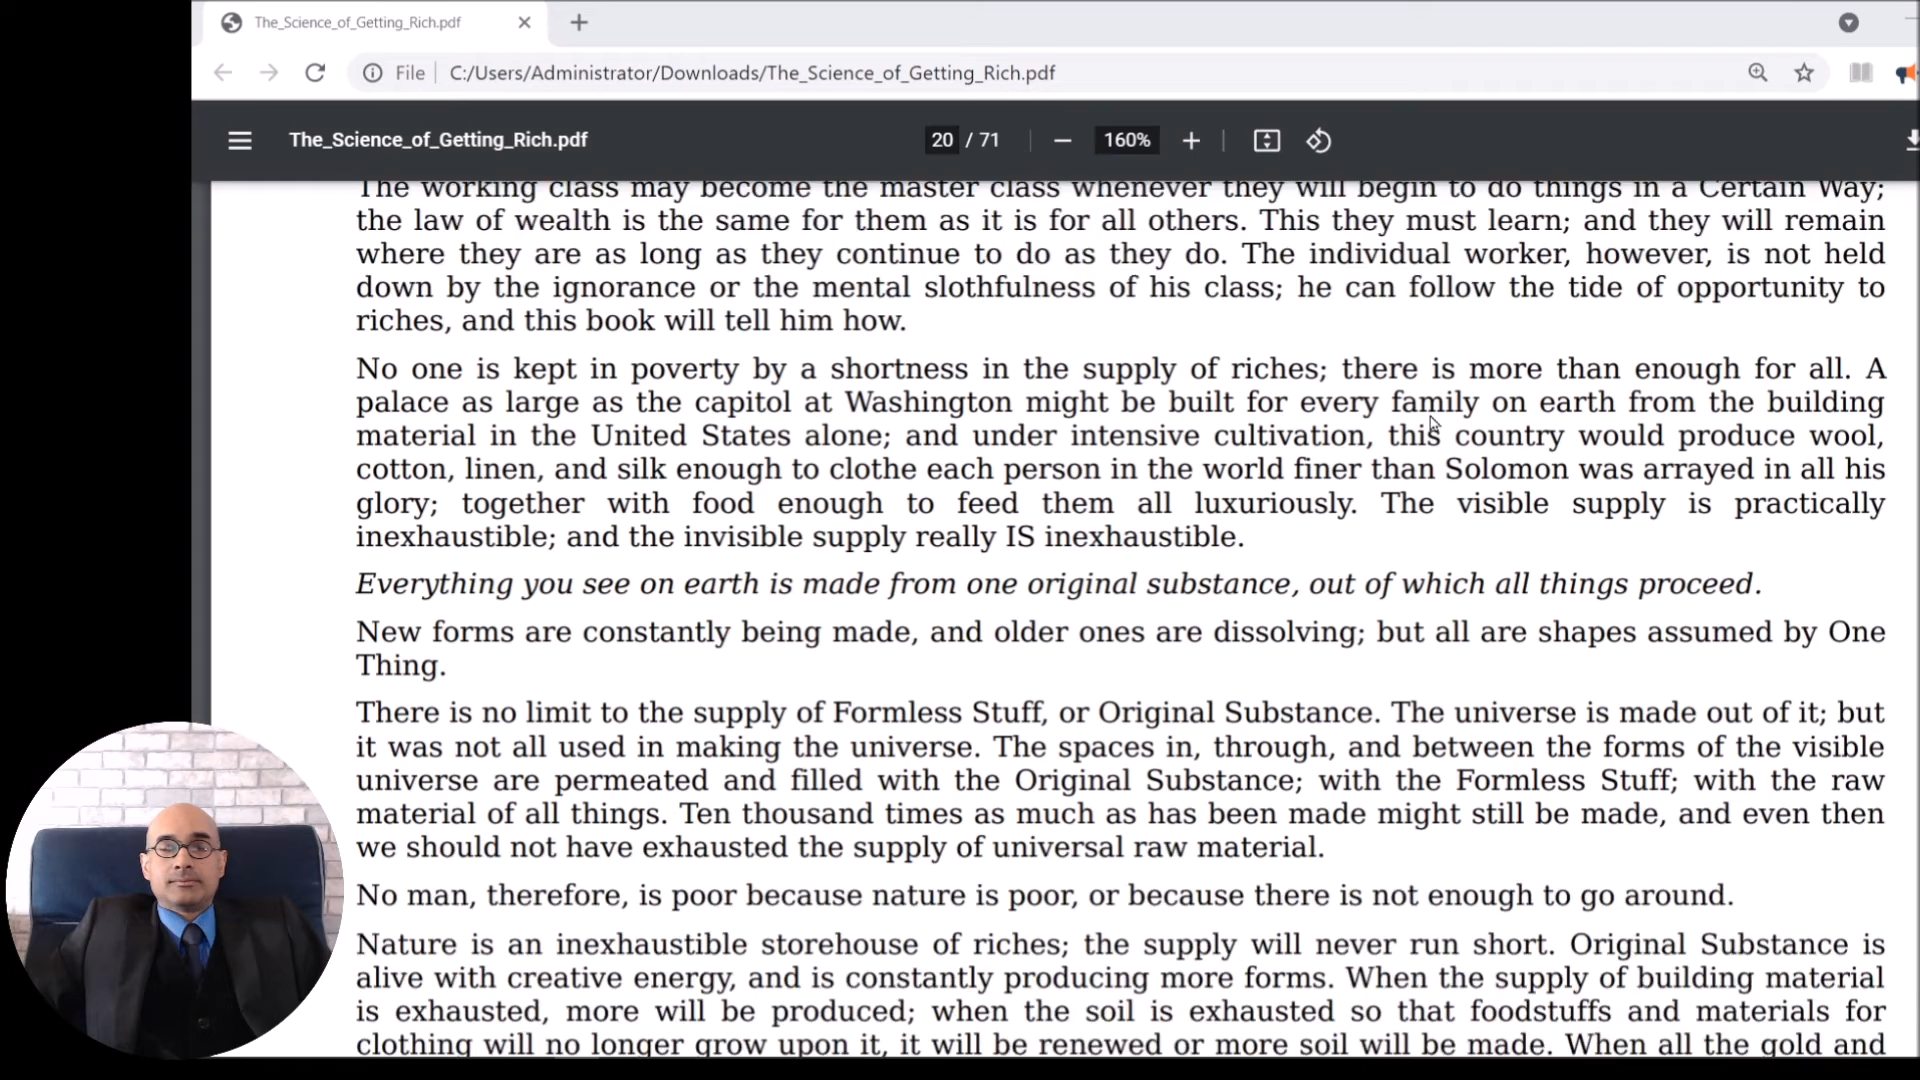 The_Science_of_Getting_Rich.pdf
File
C:/Users/Administrator/Downloads/The_Science_of_Getting_Rich.pdf
The_Science_of_Getting_Rich.pdf
20 / 71
160%
The working class may become the master class whenever they will begin to do things in a Certain Way;
the law of wealth is the same for them as it is for all others. This they must learn; and they will remain
where they are as long as they continue to do as they do. The individual worker, however, is not held
down by the ignorance or the mental slothfulness of his class; he can follow the tide of opportunity to
riches, and this book will tell him how.
No one is kept in poverty by a shortness in the supply of riches; there is more than enough for all. A
palace as large as the capitol at Washington might be built for every family on earth from the building
material in the United States alone; and under intensive cultivation, this country would produce wool,
cotton, linen, and silk enough to clothe each person in the world finer than Solomon was arrayed in all his
glory; together with food enough to feed them all luxuriously. The visible supply is practically
inexhaustible; and the invisible supply really IS inexhaustible.
Everything you see on earth is made from one original substance, out of which all things proceed.
New forms are constantly being made, and older ones are dissolving; but all are shapes assumed by One
Thing.
There is no limit to the supply of Formless Stuff, or Original Substance. The universe is made out of it; but
it was not all used in making the universe. The spaces in, through, and between the forms of the visible
universe are permeated and filled with the Original Substance; with the Formless Stuff; with the raw
material of all things. Ten thousand times as much as has been made might still be made, and even then
we should not have exhausted the supply of universal raw material.
No man, therefore, is poor because nature is poor, or because there is not enough to go around.
Nature is an inexhaustible storehouse of riches; the supply will never run short. Original Substance is
alive with creative energy, and is constantly producing more forms. When the supply of building material
is exhausted, more will be produced; when the soil is exhausted so that foodstuffs and materials for
clothing will no longer grow upon it, it will be renewed or more soil will be made. When all the gold and